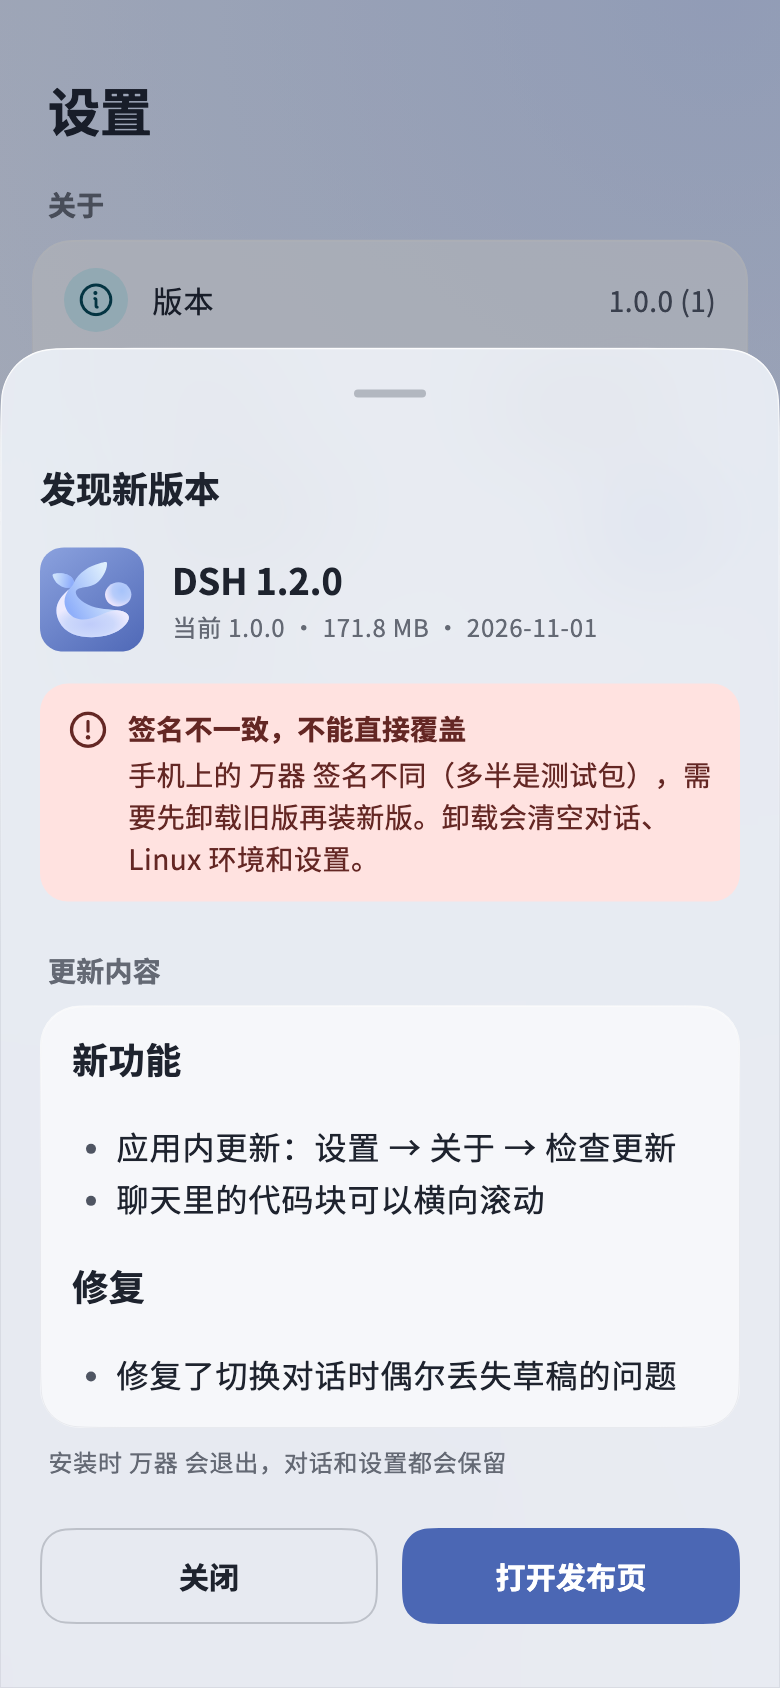 设置
关于
版本
1.0.0 (1)
发现新版本
DSH 1.2.0
当前 1.0.0 · 171.8 MB · 2026-11-01
签名不一致，不能直接覆盖
手机上的 万器 签名不同（多半是测试包），需
要先卸载旧版再装新版。卸载会清空对话、
Linux 环境和设置。
更新内容
新功能
• 应用内更新：设置 → 关于 → 检查更新
• 聊天里的代码块可以横向滚动
修复
• 修复了切换对话时偶尔丢失草稿的问题
安装时 万器 会退出，对话和设置都会保留
关闭
打开发布页